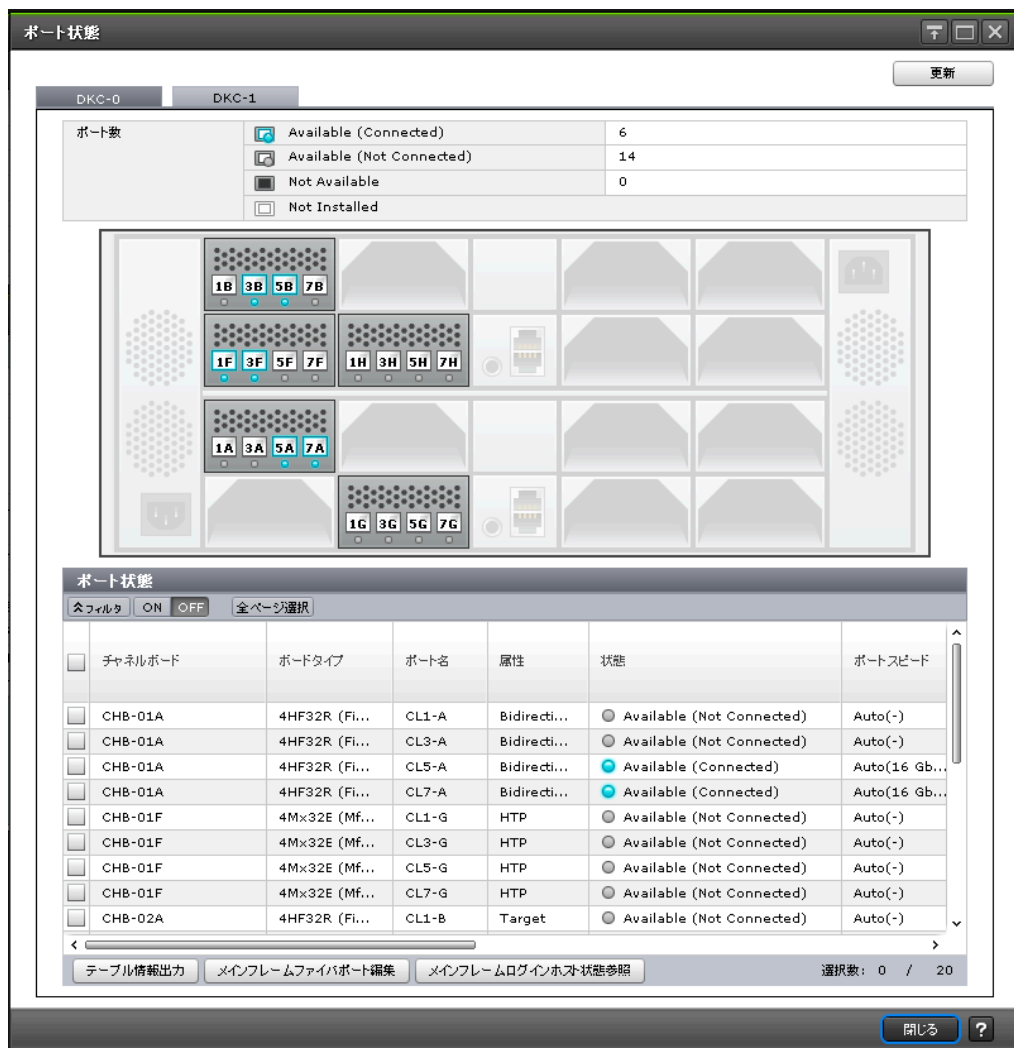 ポート状態
更新
DKC-0 DKC-1
ポート数 Available (Connected) 6
Available (Not Connected) 14
Not Available 0
Not Installed
1B 3B 5B 7B
1F 3F 5F 7F 1H 3H 5H 7H
1A 3A 5A 7A
1G 3G 5G 7G
ポート状態
フィルタ ON OFF 全ページ選択
チャネルボード ボードタイプ ポート名 属性 状態 ポートスピード
CHB-01A 4HF32R (Fi... CL1-A Bidirecti... Available (Not Connected) Auto(-)
CHB-01A 4HF32R (Fi... CL3-A Bidirecti... Available (Not Connected) Auto(-)
CHB-01A 4HF32R (Fi... CL5-A Bidirecti... Available (Connected) Auto(16 Gb...
CHB-01A 4HF32R (Fi... CL7-A Bidirecti... Available (Connected) Auto(16 Gb...
CHB-01F 4Mx32E (Mf... CL1-G HTP Available (Not Connected) Auto(-)
CHB-01F 4Mx32E (Mf... CL3-G HTP Available (Not Connected) Auto(-)
CHB-01F 4Mx32E (Mf... CL5-G HTP Available (Not Connected) Auto(-)
CHB-01F 4Mx32E (Mf... CL7-G HTP Available (Not Connected) Auto(-)
CHB-02A 4HF32R (Fi... CL1-B Target Available (Not Connected) Auto(-)
テーブル情報出力 メインフレームファイバポート編集 メインフレームログインホスト状態参照 選択数: 0 / 20
閉じる ?